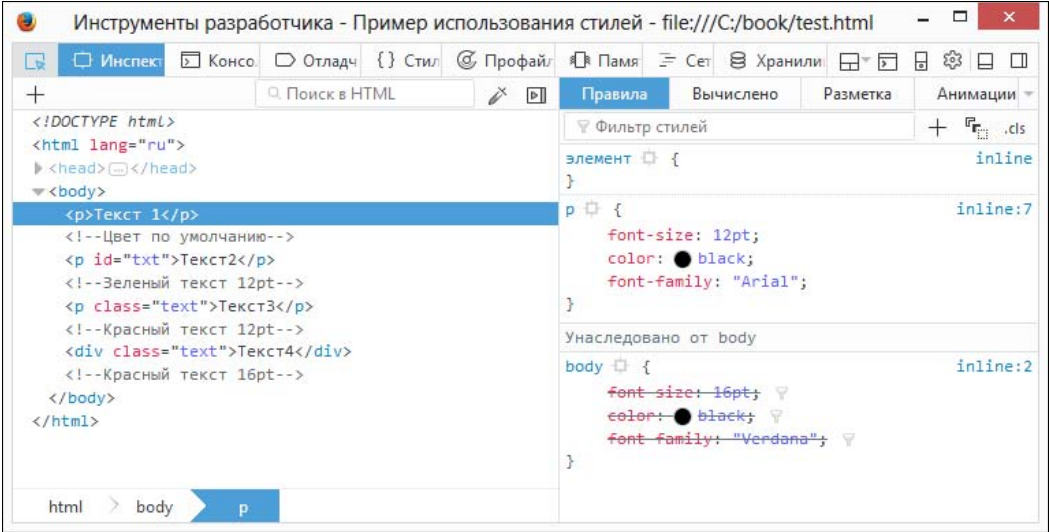 Инструменты разработчика - Пример использования стилей - file:///C:/book/test.html
Инспект Консо. Отладч { } Стил Профайл Памя Сет Хранили
+ Поиск в HTML
Правила Вычислено Разметка Анимации
<!DOCTYPE html>
<html lang="ru">
<head></head>
<body>
<p>Текст 1</p>
<!--Цвет по умолчанию-->
<p id="txt">Текст2</p>
<!--Зеленый текст 12pt-->
<p class="text">Текст3</p>
<!--Красный текст 12pt-->
<div class="text">Текст4</div>
<!--Красный текст 16pt-->
</body>
</html>
html body p
Фильтр стилей + .cls
элемент { inline
}
p { inline:7
font-size: 12pt;
color: black;
font-family: "Arial";
}
Унаследовано от body
body { inline:2
font-size: 16pt;
color: black;
font-family: "Verdana";
}